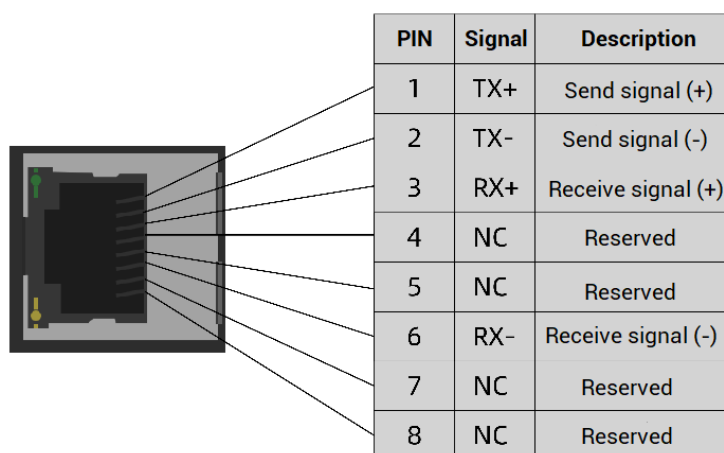 PIN Signal Description
1 TX+ Send signal (+)
2 TX- Send signal (-)
3 RX+ Receive signal (+)
4 NC Reserved
5 NC Reserved
6 RX- Receive signal (-)
7 NC Reserved
8 NC Reserved